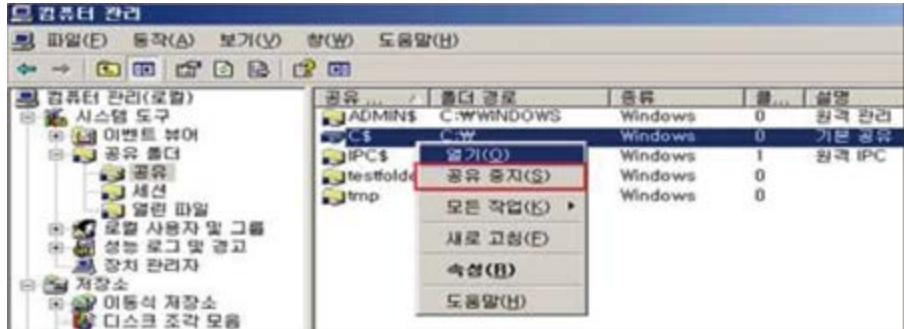 컴퓨터 관리
파일(F) 동작(A) 보기(V) 창(W) 도움말(H)
컴퓨터 관리(로컬)
시스템 도구
이벤트 뷰어
공유 폴더
공유
세션
열린 파일
로컬 사용자 및 그룹
성능 로그 및 경고
장치 관리자
저장소
이동식 저장소
디스크 조각 모음
공유 ... 폴더 경로 종류 클... 설명
ADMIN$ C:₩WINDOWS Windows 0 원격 관리
C$ C:₩ Windows 0 기본 공유
IPC$ Windows 1 원격 IPC
testfolde Windows 0
tmp Windows 0
열기(O)
공유 중지(S)
모든 작업(K)
새로 고침(F)
속성(R)
도움말(H)